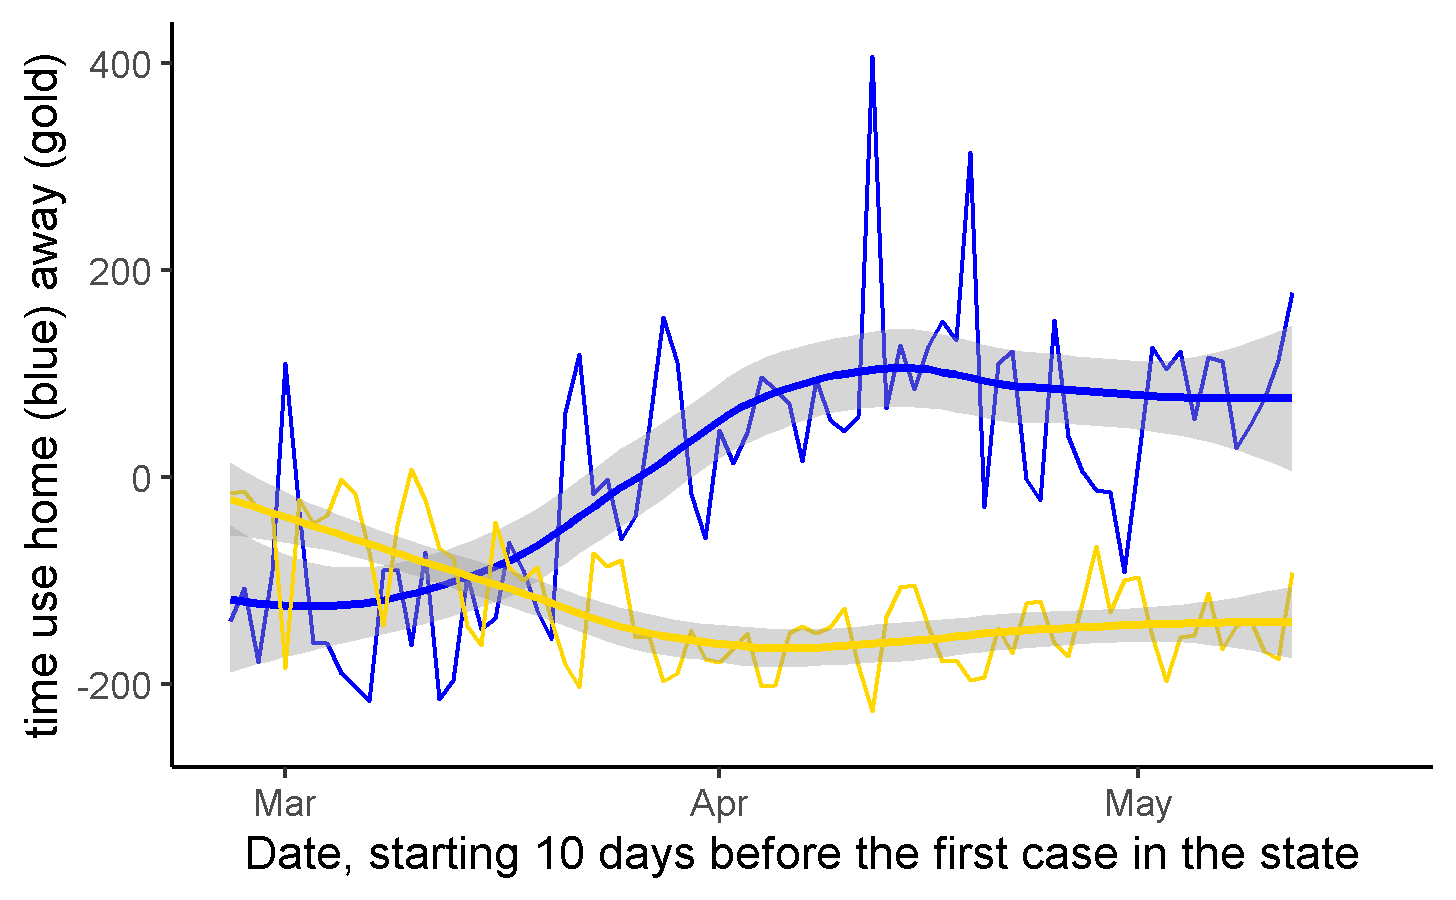 time use home (blue) away (gold)
400
200
0
-200
Mar
Apr
May
Date, starting 10 days before the first case in the state